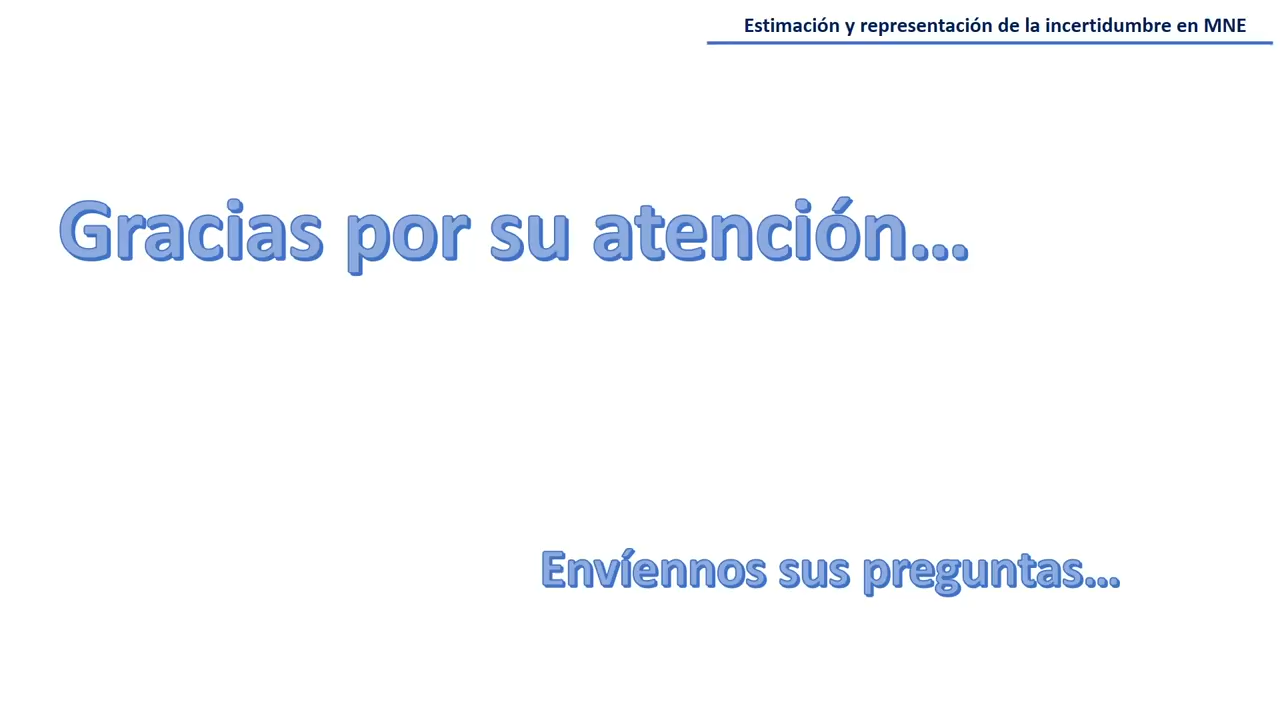 Estimación y representación de la incertidumbre en MNE
Gracias por su atención...
Envíennos sus preguntas...